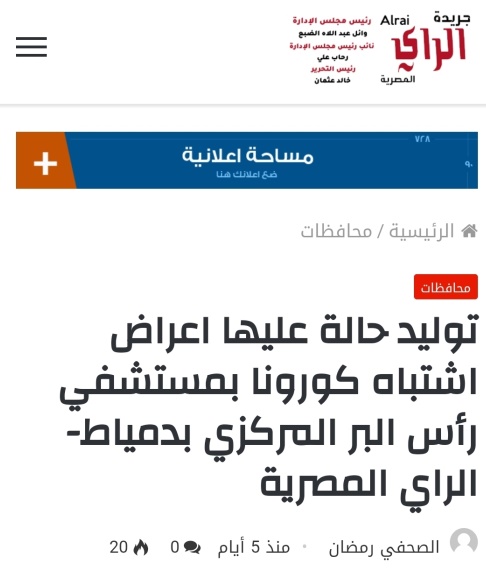 جريدة
Alrai
الراي
المصرية
رئيس مجلس الإدارة
وائل عبد اللاه الضبع
نائب رئيس مجلس الإدارة
رحاب علي
رئيس التحرير
خالد عثمان
٧٢٨
مساحة اعلانية
ضع اعلانك هنا
٩٠
الرئيسية / محافظات
محافظات
توليد حالة عليها اعراض
اشتباه كورونا بمستشفي
رأس البر المركزي بدمياط-
الراي المصرية
الصحفي رمضان • منذ 5 أيام 0 20